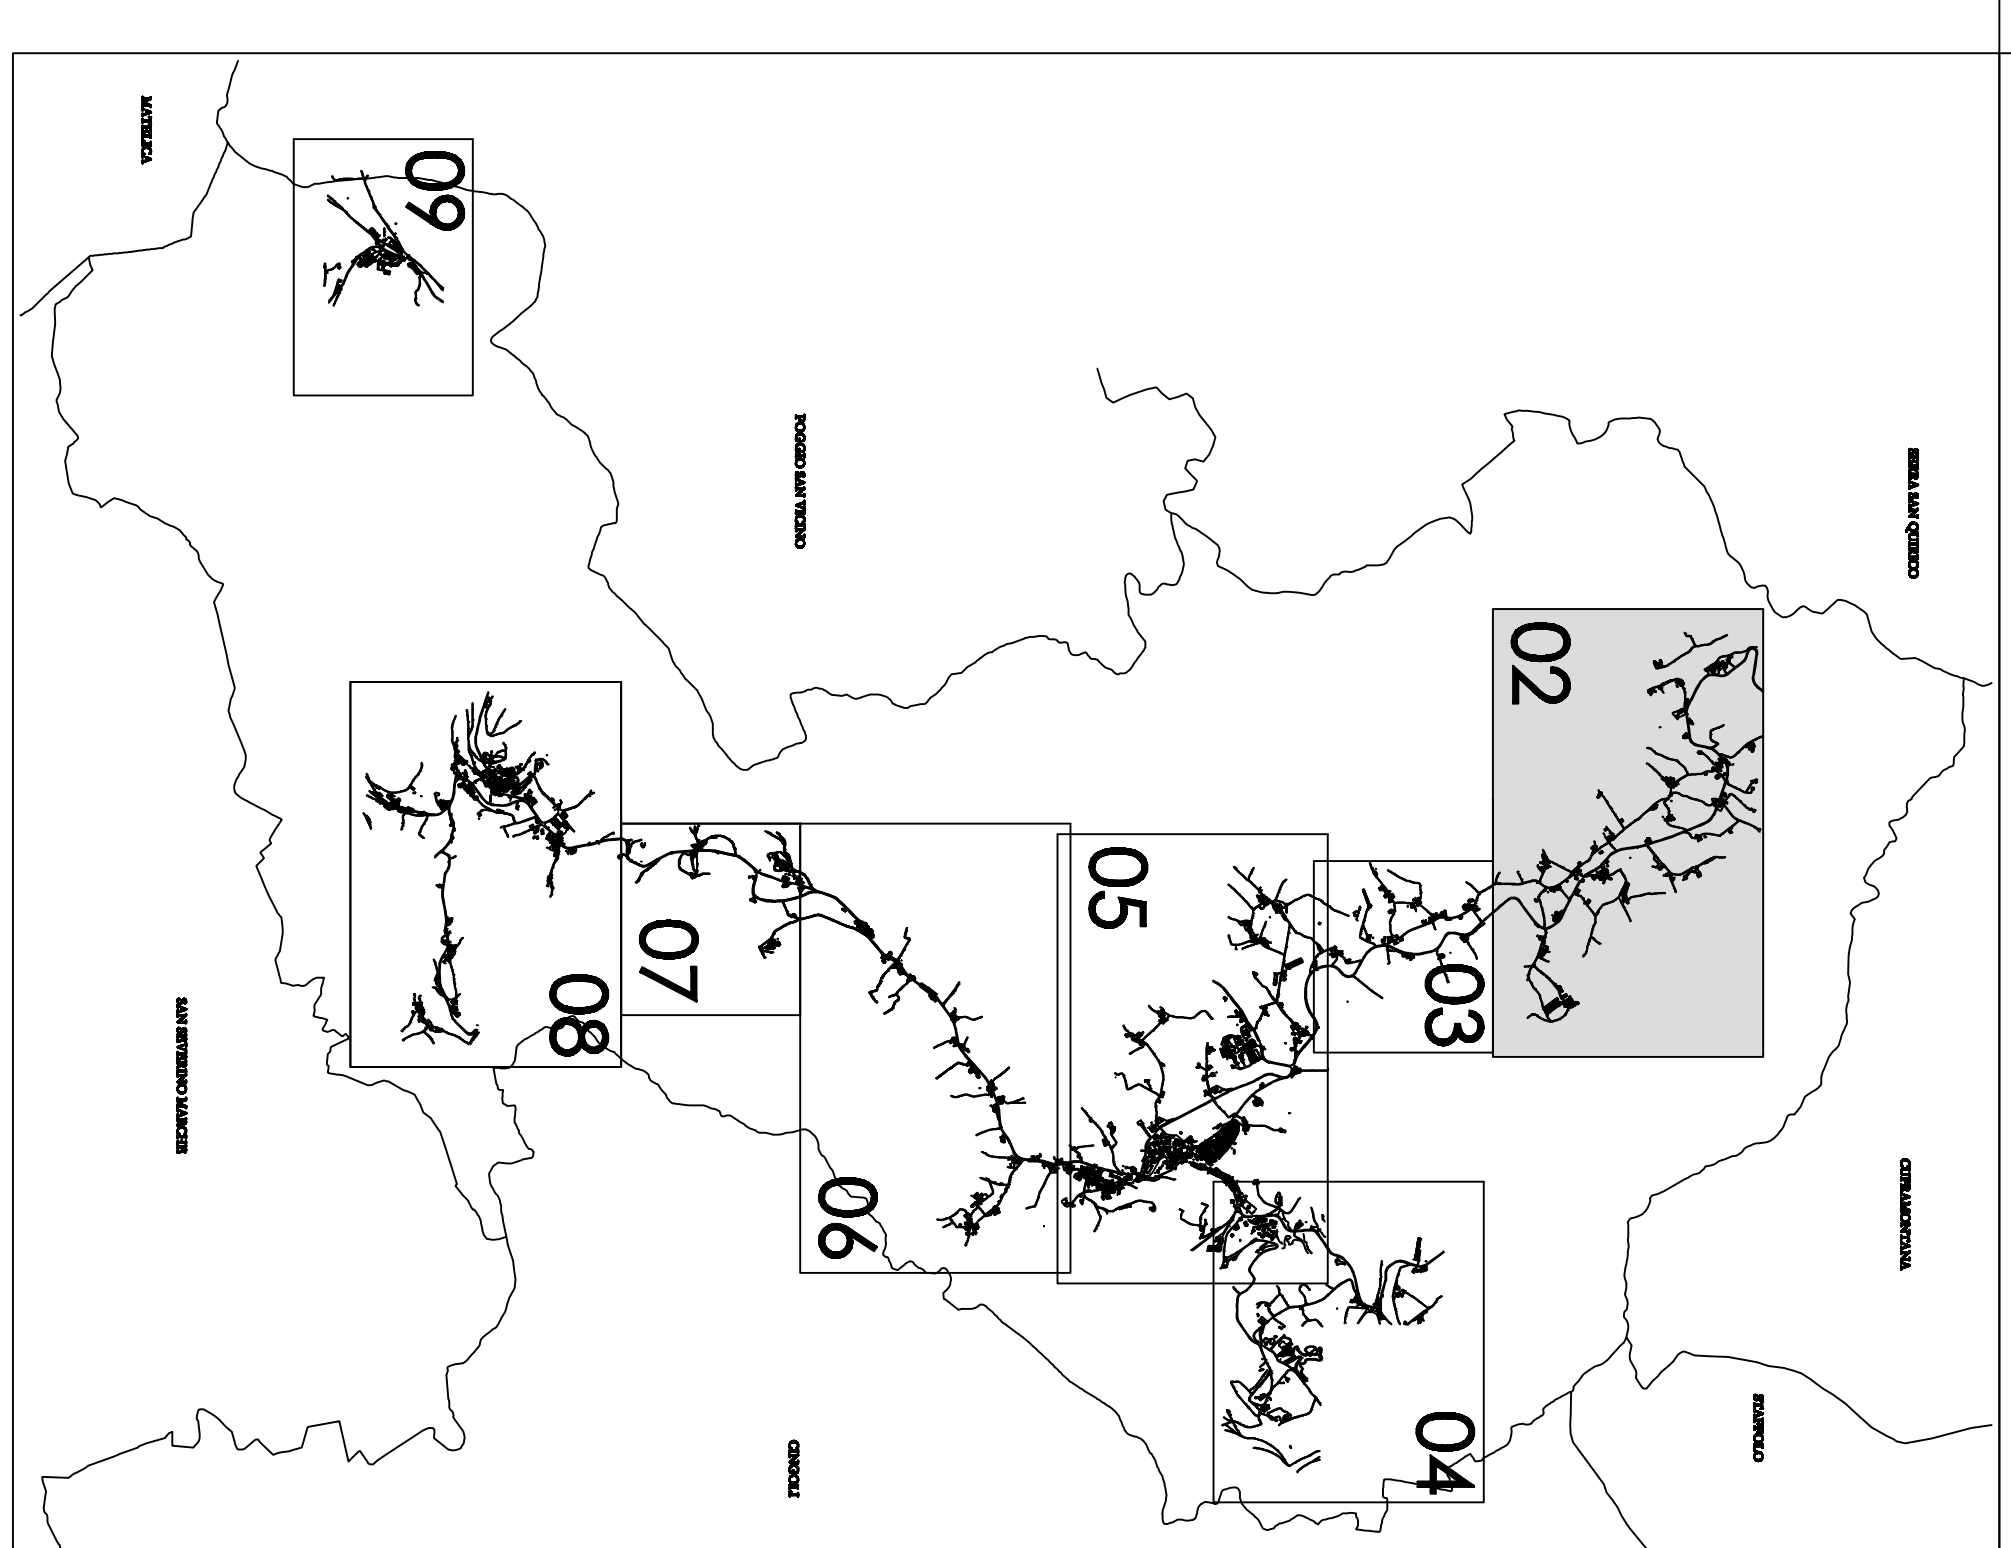 SERRA SAN QUIRICO
CUPRAMONTANA
STAFFOLO
02
03
04
05
POGGIO SAN VICINO
CINGOLI
06
07
08
SAN SEVERINO MARCHE
MATELICA
09